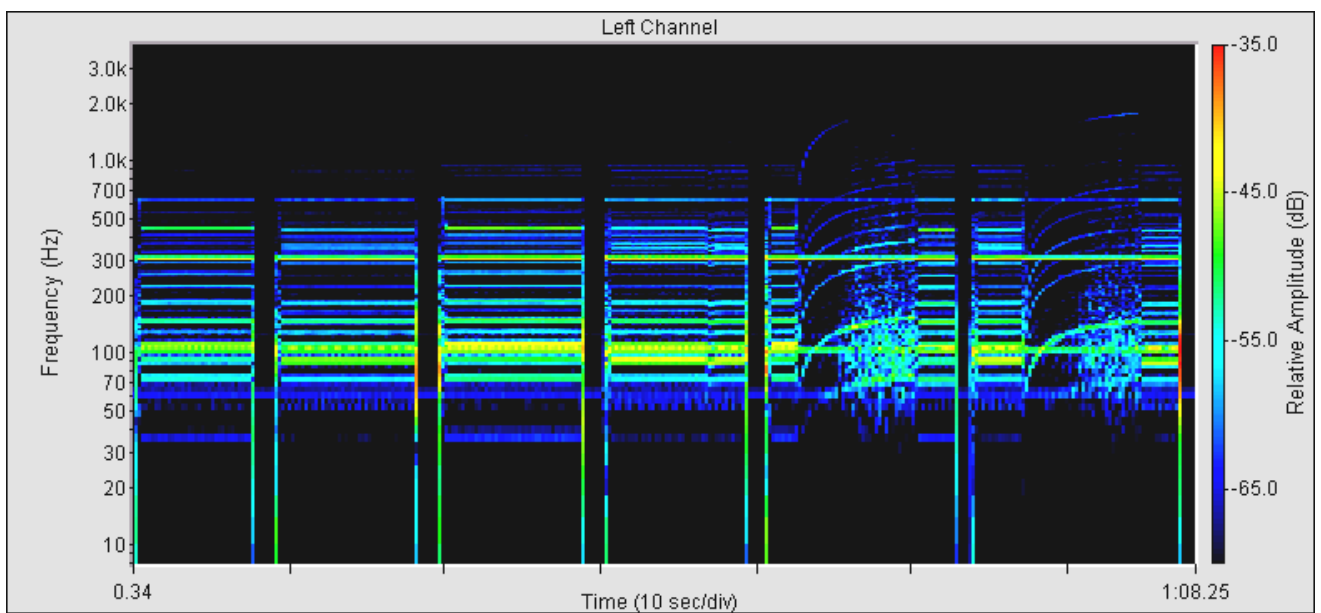 Left Channel
Frequency (Hz)
3.0k
2.0k
1.0k
700
500
300
200
100
70
50
30
20
10
0.34
Time (10 sec/div)
1:08.25
Relative Amplitude (dB)
-35.0
-45.0
-55.0
-65.0